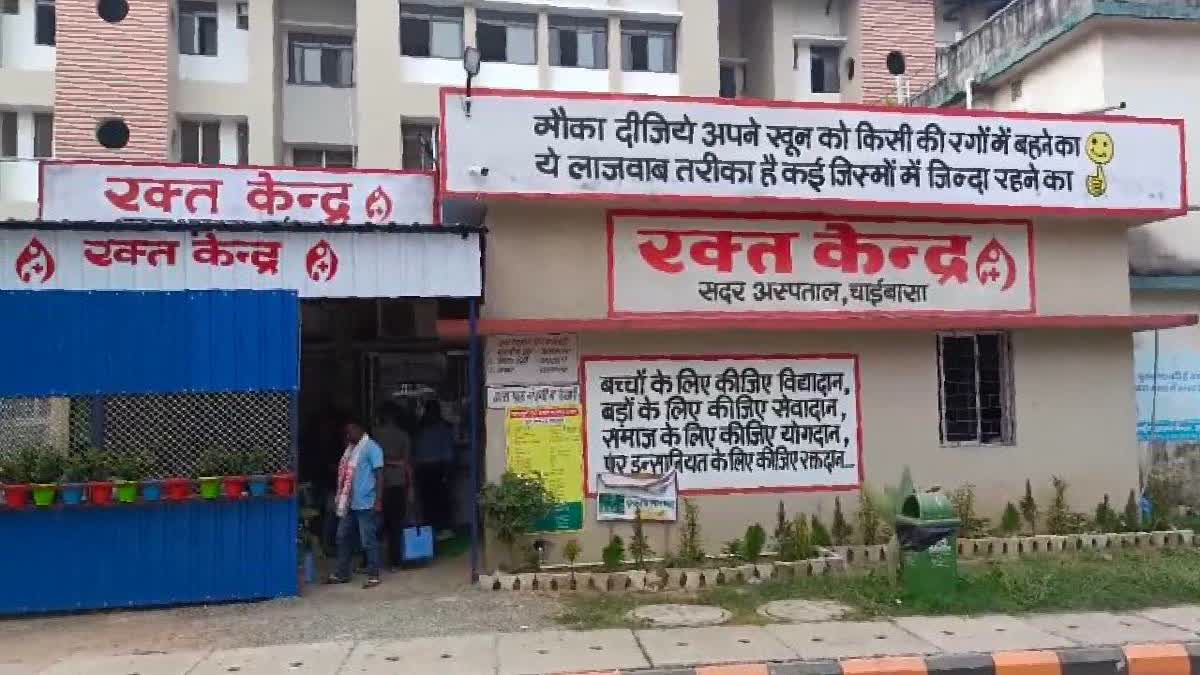 मौका दीजिये अपने खून को किसी की रगों में बहने का
ये लाजवाब तरीका है कई जिस्मों में जिन्दा रहने का
रक्त केन्द्र
रक्त केन्द्र
रक्त केन्द्र
सदर अस्पताल, चाईबासा
बच्चों के लिए कीजिए विद्यादान,
बड़ों के लिए कीजिए सेवादान,
समाज के लिए कीजिए योगदान,
पर इन्सानियत के लिए कीजिए रक्तदान...